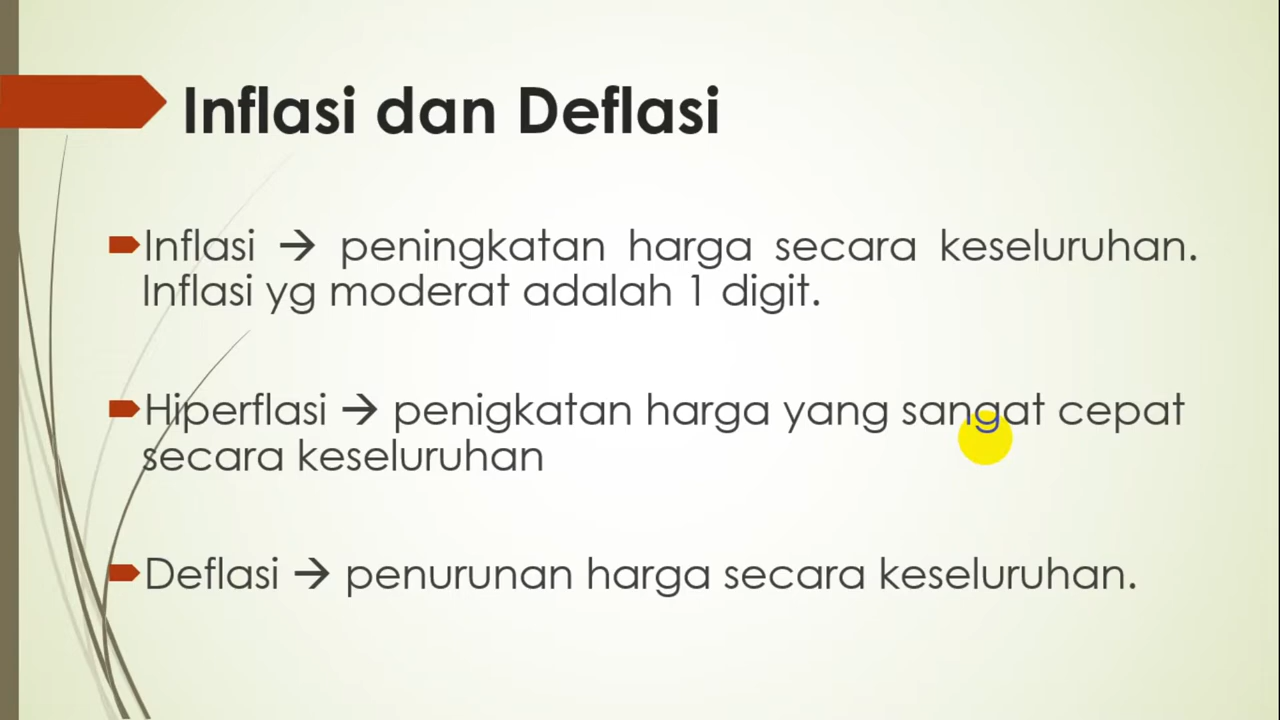 Inflasi dan Deflasi
Inflasi → peningkatan harga secara keseluruhan.
Inflasi yg moderat adalah 1 digit.
Hiperflasi → penigkatan harga yang sangat cepat
secara keseluruhan
Deflasi → penurunan harga secara keseluruhan.